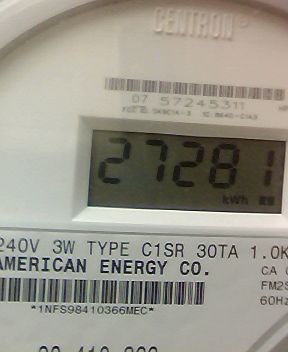 CENTRON®
07 57245311
27281
kWh
240V 3W TYPE C1SR 30TA 1.0K
AMERICAN ENERGY CO.
CA
FM2S
60Hz
*1NFS98410366MEC*